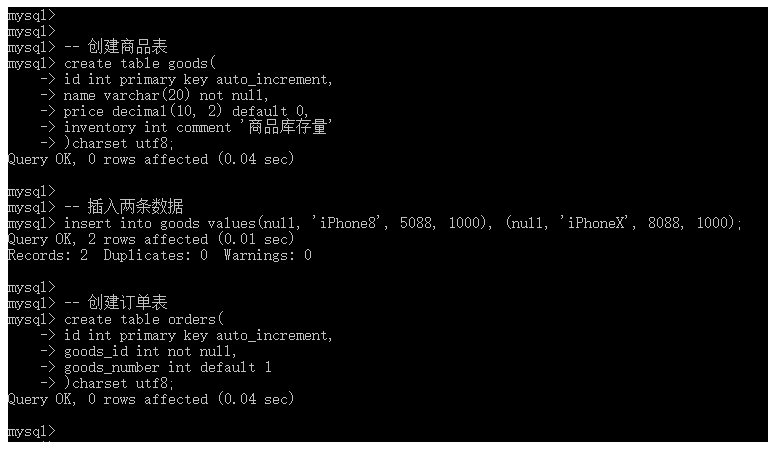 mysql>
mysql>
mysql> -- 创建商品表
mysql> create table goods(
    -> id int primary key auto_increment,
    -> name varchar(20) not null,
    -> price decimal(10, 2) default 0,
    -> inventory int comment '商品库存量'
    -> )charset utf8;
Query OK, 0 rows affected (0.04 sec)

mysql>
mysql> -- 插入两条数据
mysql> insert into goods values(null, 'iPhone8', 5088, 1000), (null, 'iPhoneX', 8088, 1000);
Query OK, 2 rows affected (0.01 sec)
Records: 2  Duplicates: 0  Warnings: 0

mysql>
mysql> -- 创建订单表
mysql> create table orders(
    -> id int primary key auto_increment,
    -> goods_id int not null,
    -> goods_number int default 1
    -> )charset utf8;
Query OK, 0 rows affected (0.04 sec)

mysql>